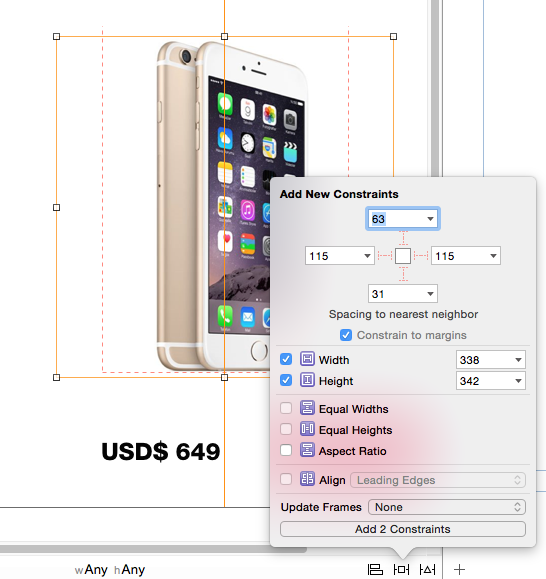 Add New Constraints
63
115
115
31
Spacing to nearest neighbor
Constrain to margins
Width
338
Height
342
Equal Widths
Equal Heights
Aspect Ratio
Align
Leading Edges
USD$ 649
Update Frames
None
Add 2 Constraints
wAny hAny